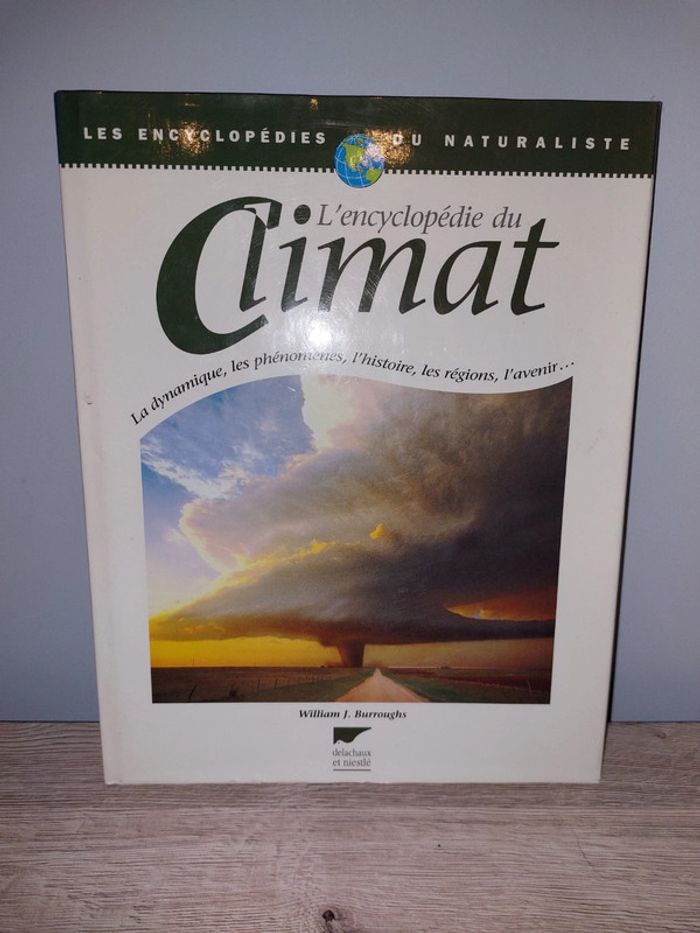 LES ENCYCLOPÉDIES DU NATURALISTE
L'encyclopédie du
Climat
La dynamique, les phénomènes, l'histoire, les régions, l'avenir...
William J. Burroughs
delachaux
et niestlé